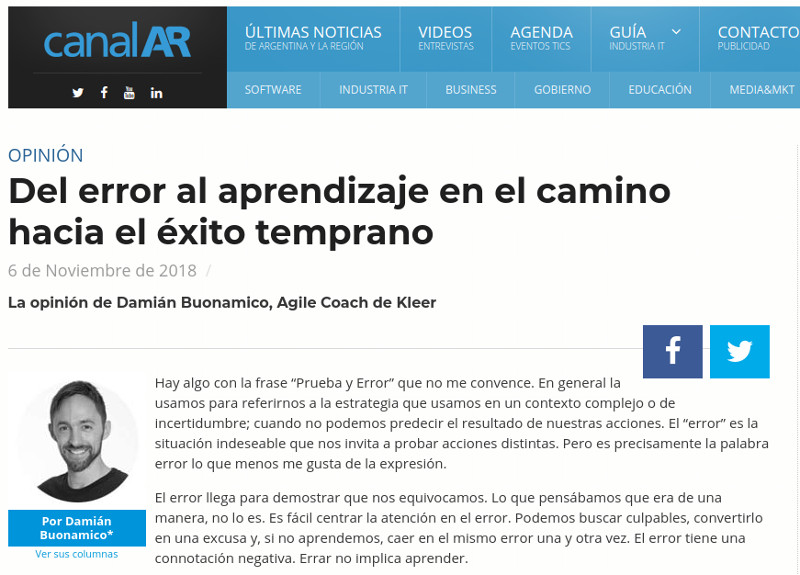 canalAR
ÚLTIMAS NOTICIAS
DE ARGENTINA Y LA REGIÓN
VIDEOS
ENTREVISTAS
AGENDA
EVENTOS TICS
GUÍA
INDUSTRIA IT
CONTACTO
PUBLICIDAD
SOFTWARE
INDUSTRIA IT
BUSINESS
GOBIERNO
EDUCACIÓN
MEDIA&MKT
OPINIÓN
Del error al aprendizaje en el camino
hacia el éxito temprano
6 de Noviembre de 2018 /
La opinión de Damián Buonamico, Agile Coach de Kleer
Hay algo con la frase “Prueba y Error” que no me convence. En general la
usamos para referirnos a la estrategia que usamos en un contexto complejo o de
incertidumbre; cuando no podemos predecir el resultado de nuestras acciones. El “error” es la
situación indeseable que nos invita a probar acciones distintas. Pero es precisamente la palabra
error lo que menos me gusta de la expresión.
El error llega para demostrar que nos equivocamos. Lo que pensábamos que era de una
manera, no lo es. Es fácil centrar la atención en el error. Podemos buscar culpables, convertirlo
en una excusa y, si no aprendemos, caer en el mismo error una y otra vez. El error tiene una
connotación negativa. Errar no implica aprender.
Por Damián
Buonamico*
Ver sus columnas